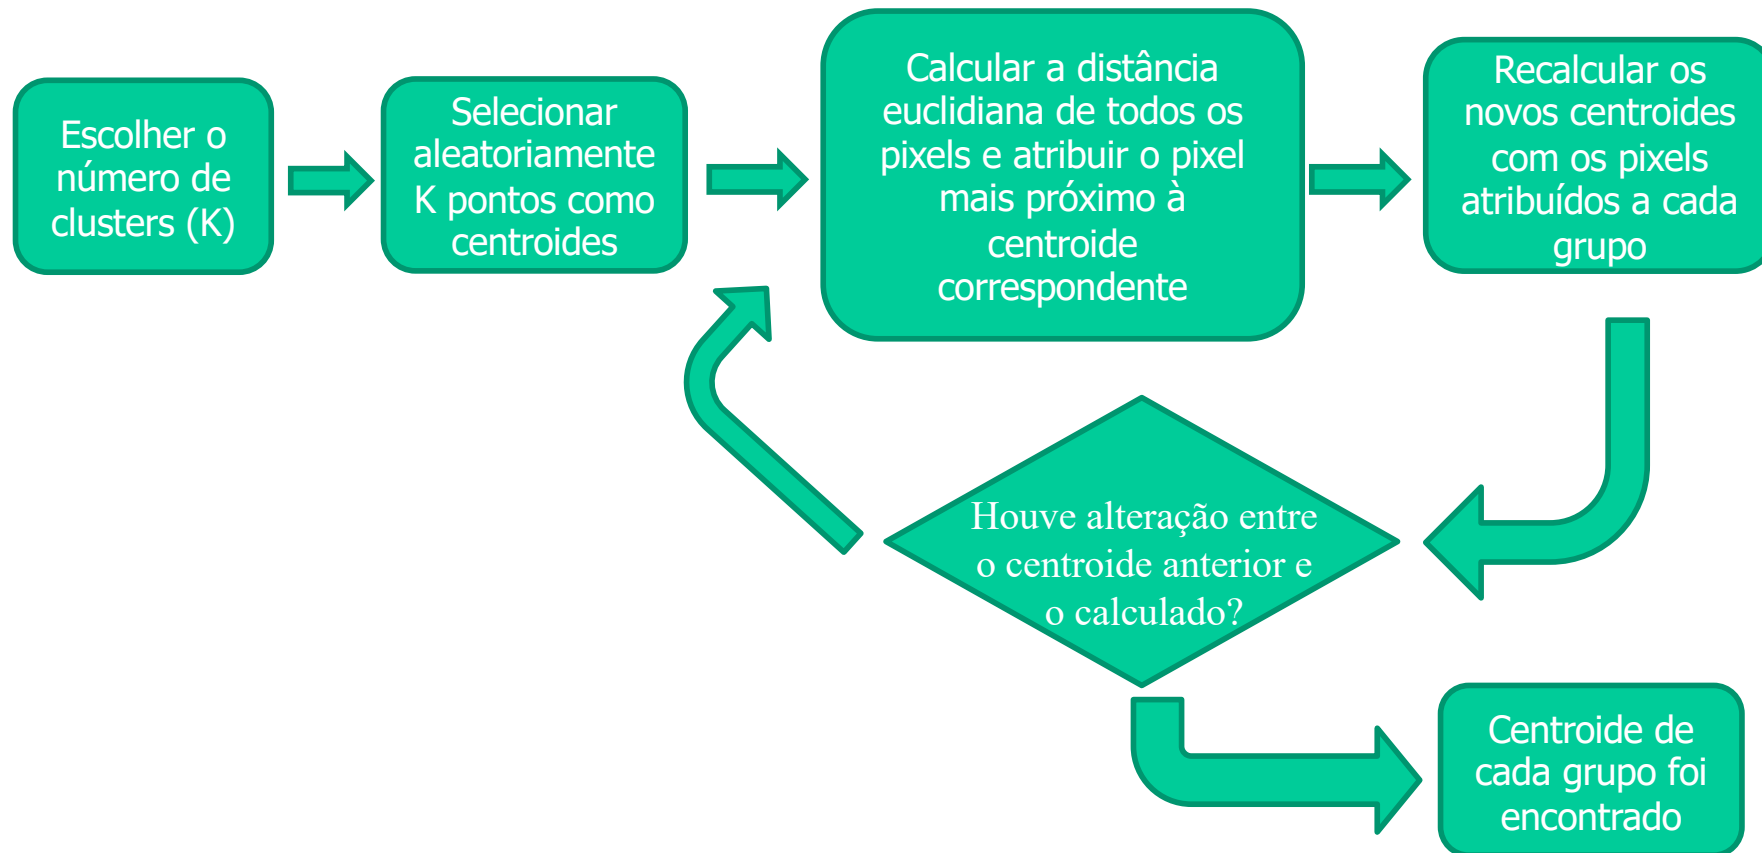 Escolher o
número de
clusters (K)
Selecionar
aleatoriamente
K pontos como
centroides
Calcular a distância
euclidiana de todos os
pixels e atribuir o pixel
mais próximo à
centroide
correspondente
Recalcular os
novos centroides
com os pixels
atribuídos a cada
grupo
Houve alteração entre
o centroide anterior e
o calculado?
Centroide de
cada grupo foi
encontrado